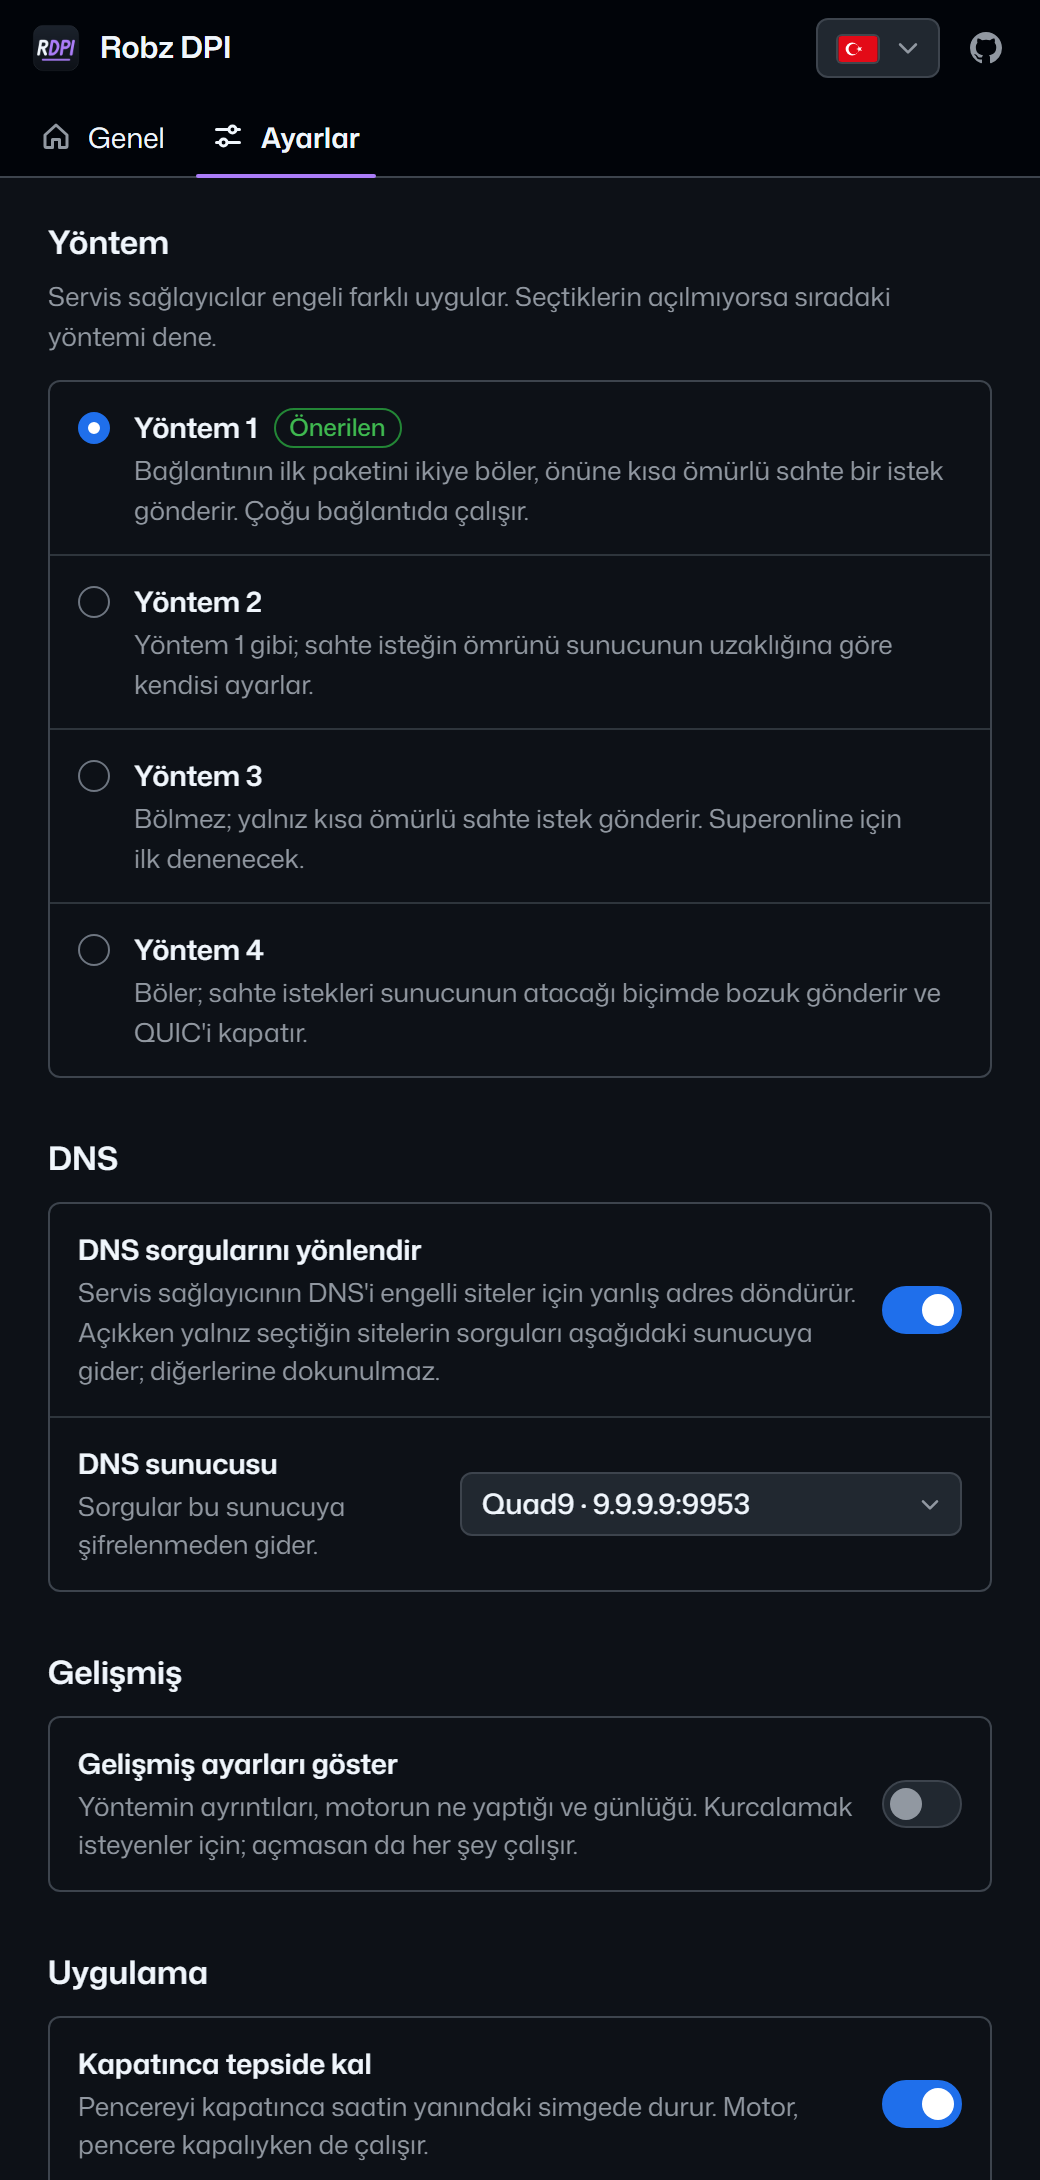 RDPI Robz DPI
Genel Ayarlar
Yöntem
Servis sağlayıcılar engeli farklı uygular. Seçtiklerin açılmıyorsa sıradaki
yöntemi dene.
Yöntem 1 Önerilen
Bağlantının ilk paketini ikiye böler, önüne kısa ömürlü sahte bir istek
gönderir. Çoğu bağlantıda çalışır.
Yöntem 2
Yöntem 1 gibi; sahte isteğin ömrünü sunucunun uzaklığına göre
kendisi ayarlar.
Yöntem 3
Bölmez; yalnız kısa ömürlü sahte istek gönderir. Superonline için
ilk denenecek.
Yöntem 4
Böler; sahte istekleri sunucunun atacağı biçimde bozuk gönderir ve
QUIC'i kapatır.
DNS
DNS sorgularını yönlendir
Servis sağlayıcının DNS'i engelli siteler için yanlış adres döndürür.
Açıkken yalnız seçtiğin sitelerin sorguları aşağıdaki sunucuya
gider; diğerlerine dokunulmaz.
DNS sunucusu
Sorgular bu sunucuya
şifrelenmeden gider.
Quad9 · 9.9.9.9:9953
Gelişmiş
Gelişmiş ayarları göster
Yöntemin ayrıntıları, motorun ne yaptığı ve günlüğü. Kurcalamak
isteyenler için; açmasan da her şey çalışır.
Uygulama
Kapatınca tepside kal
Pencereyi kapatınca saatin yanındaki simgede durur. Motor,
pencere kapalıyken de çalışır.